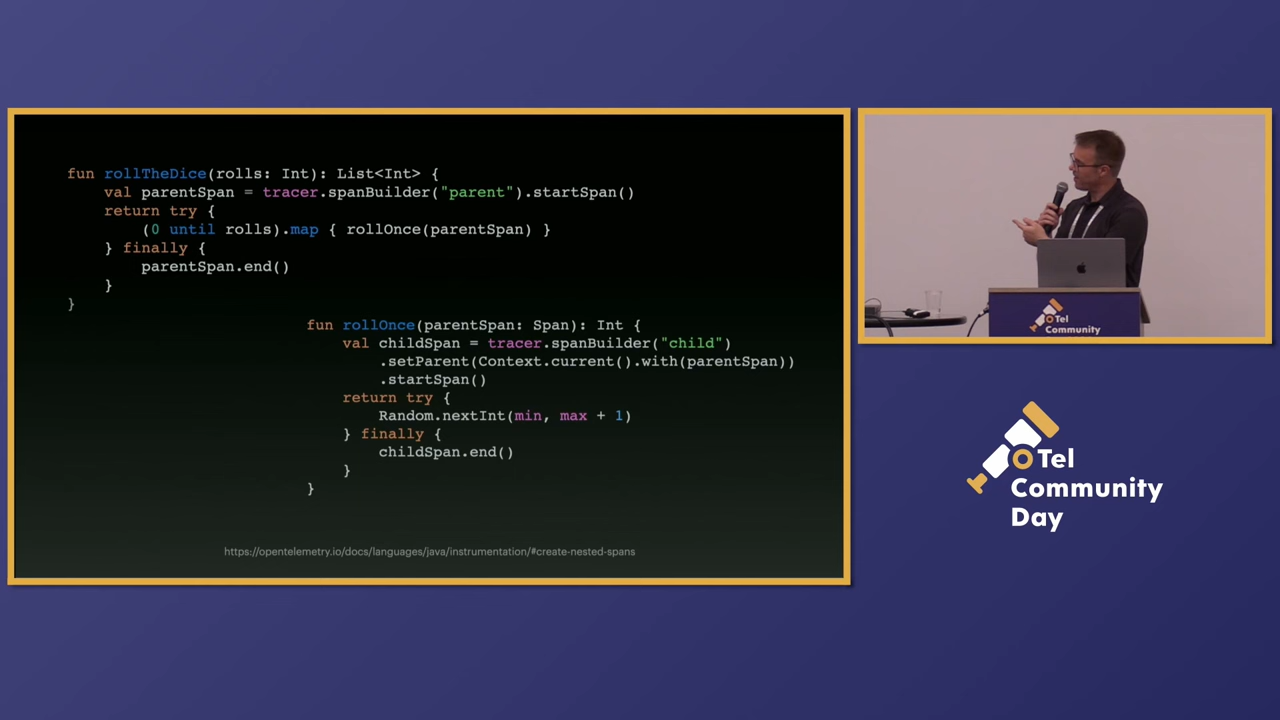 fun rollTheDice(rolls: Int): List<Int> {
    val parentSpan = tracer.spanBuilder("parent").startSpan()
    return try {
        (0 until rolls).map { rollOnce(parentSpan) }
    } finally {
        parentSpan.end()
    }
}
fun rollOnce(parentSpan: Span): Int {
    val childSpan = tracer.spanBuilder("child")
        .setParent(Context.current().with(parentSpan))
        .startSpan()
    return try {
        Random.nextInt(min, max + 1)
    } finally {
        childSpan.end()
    }
}
https://opentelemetry.io/docs/languages/java/instrumentation/#create-nested-spans
OTel
Community
OTel
Community
Day